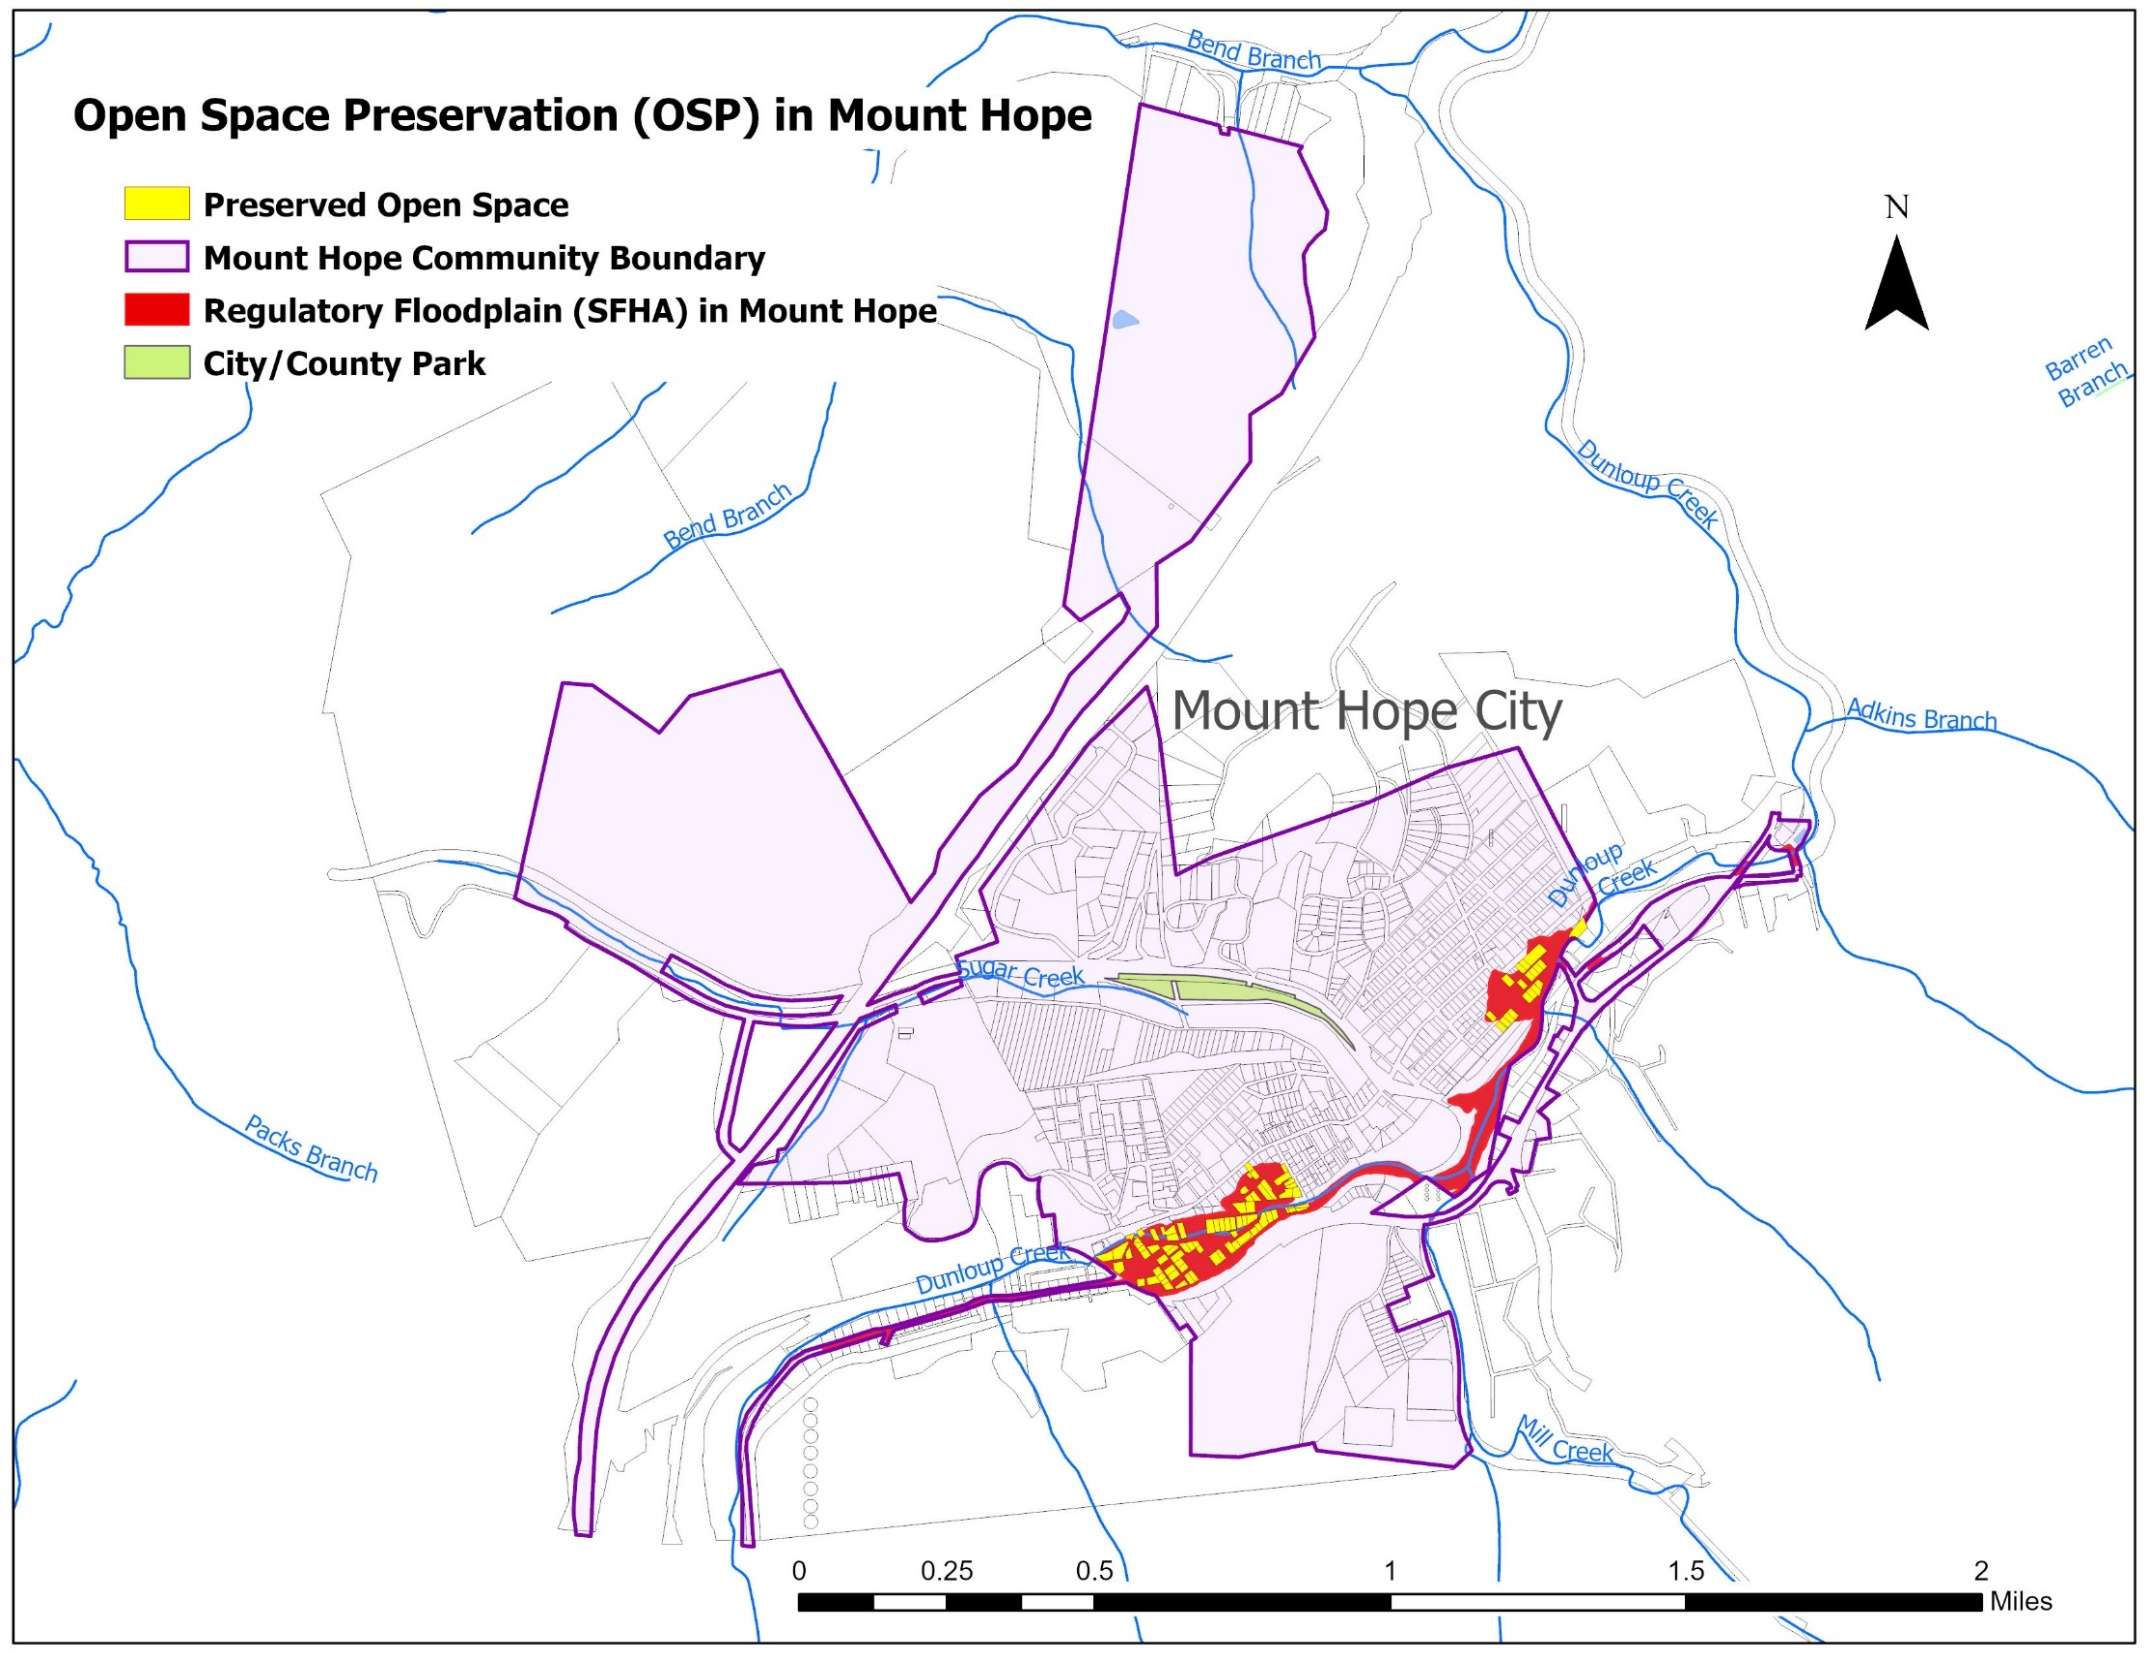 Open Space Preservation (OSP) in Mount Hope
Preserved Open Space
Mount Hope Community Boundary
Regulatory Floodplain (SFHA) in Mount Hope
City/County Park
Bend Branch
N
Barren
Branch
Dunloup Creek
Bend Branch
Mount Hope City
Adkins Branch
Dunloup
Creek
Sugar Creek
Packs Branch
Dunloup Creek
Mill Creek
0 0.25 0.5 1 1.5 2
Miles